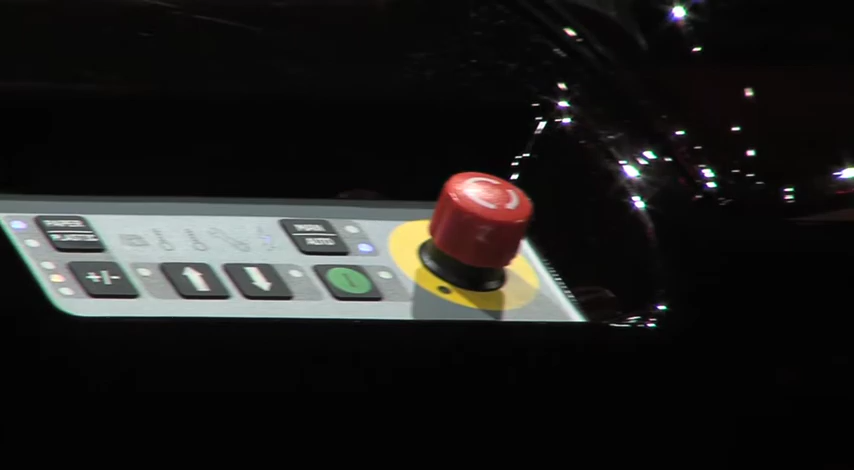 PAPER
PLASTIC
MAN
AUTO
+/-
I